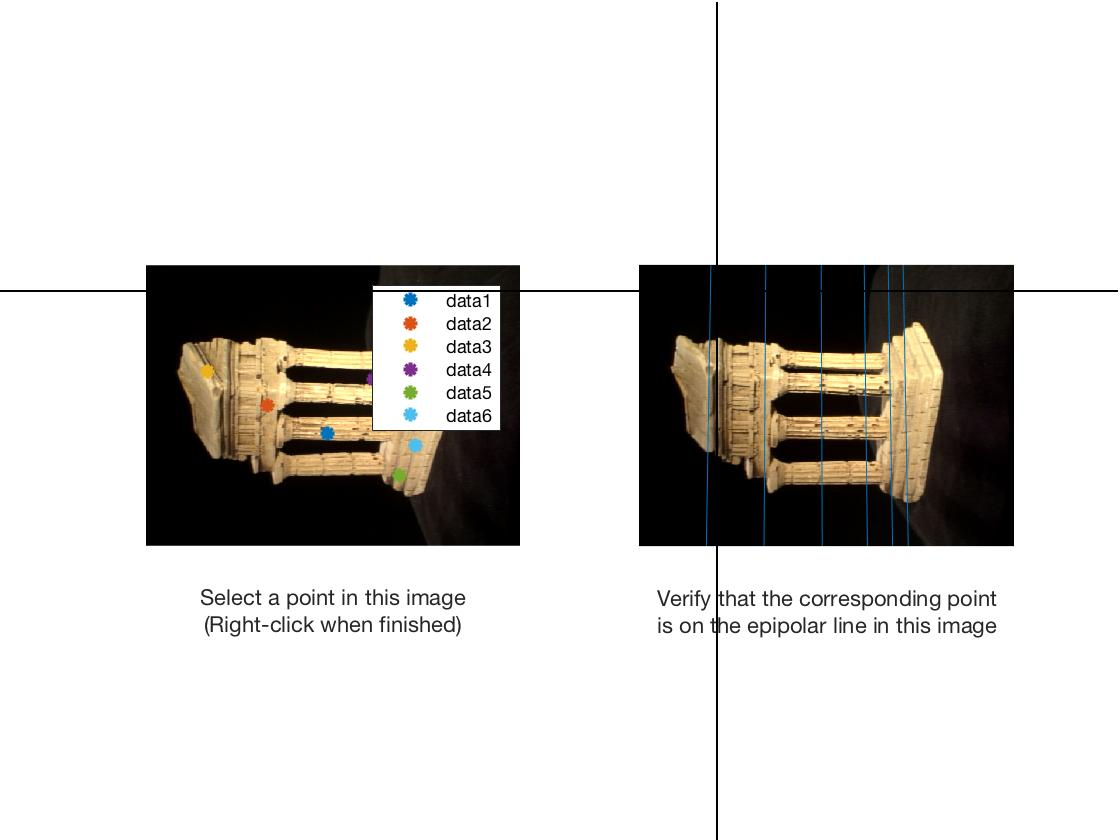 data1
data2
data3
data4
data5
data6
Select a point in this image
(Right-click when finished)
Verify that the corresponding point
is on the epipolar line in this image